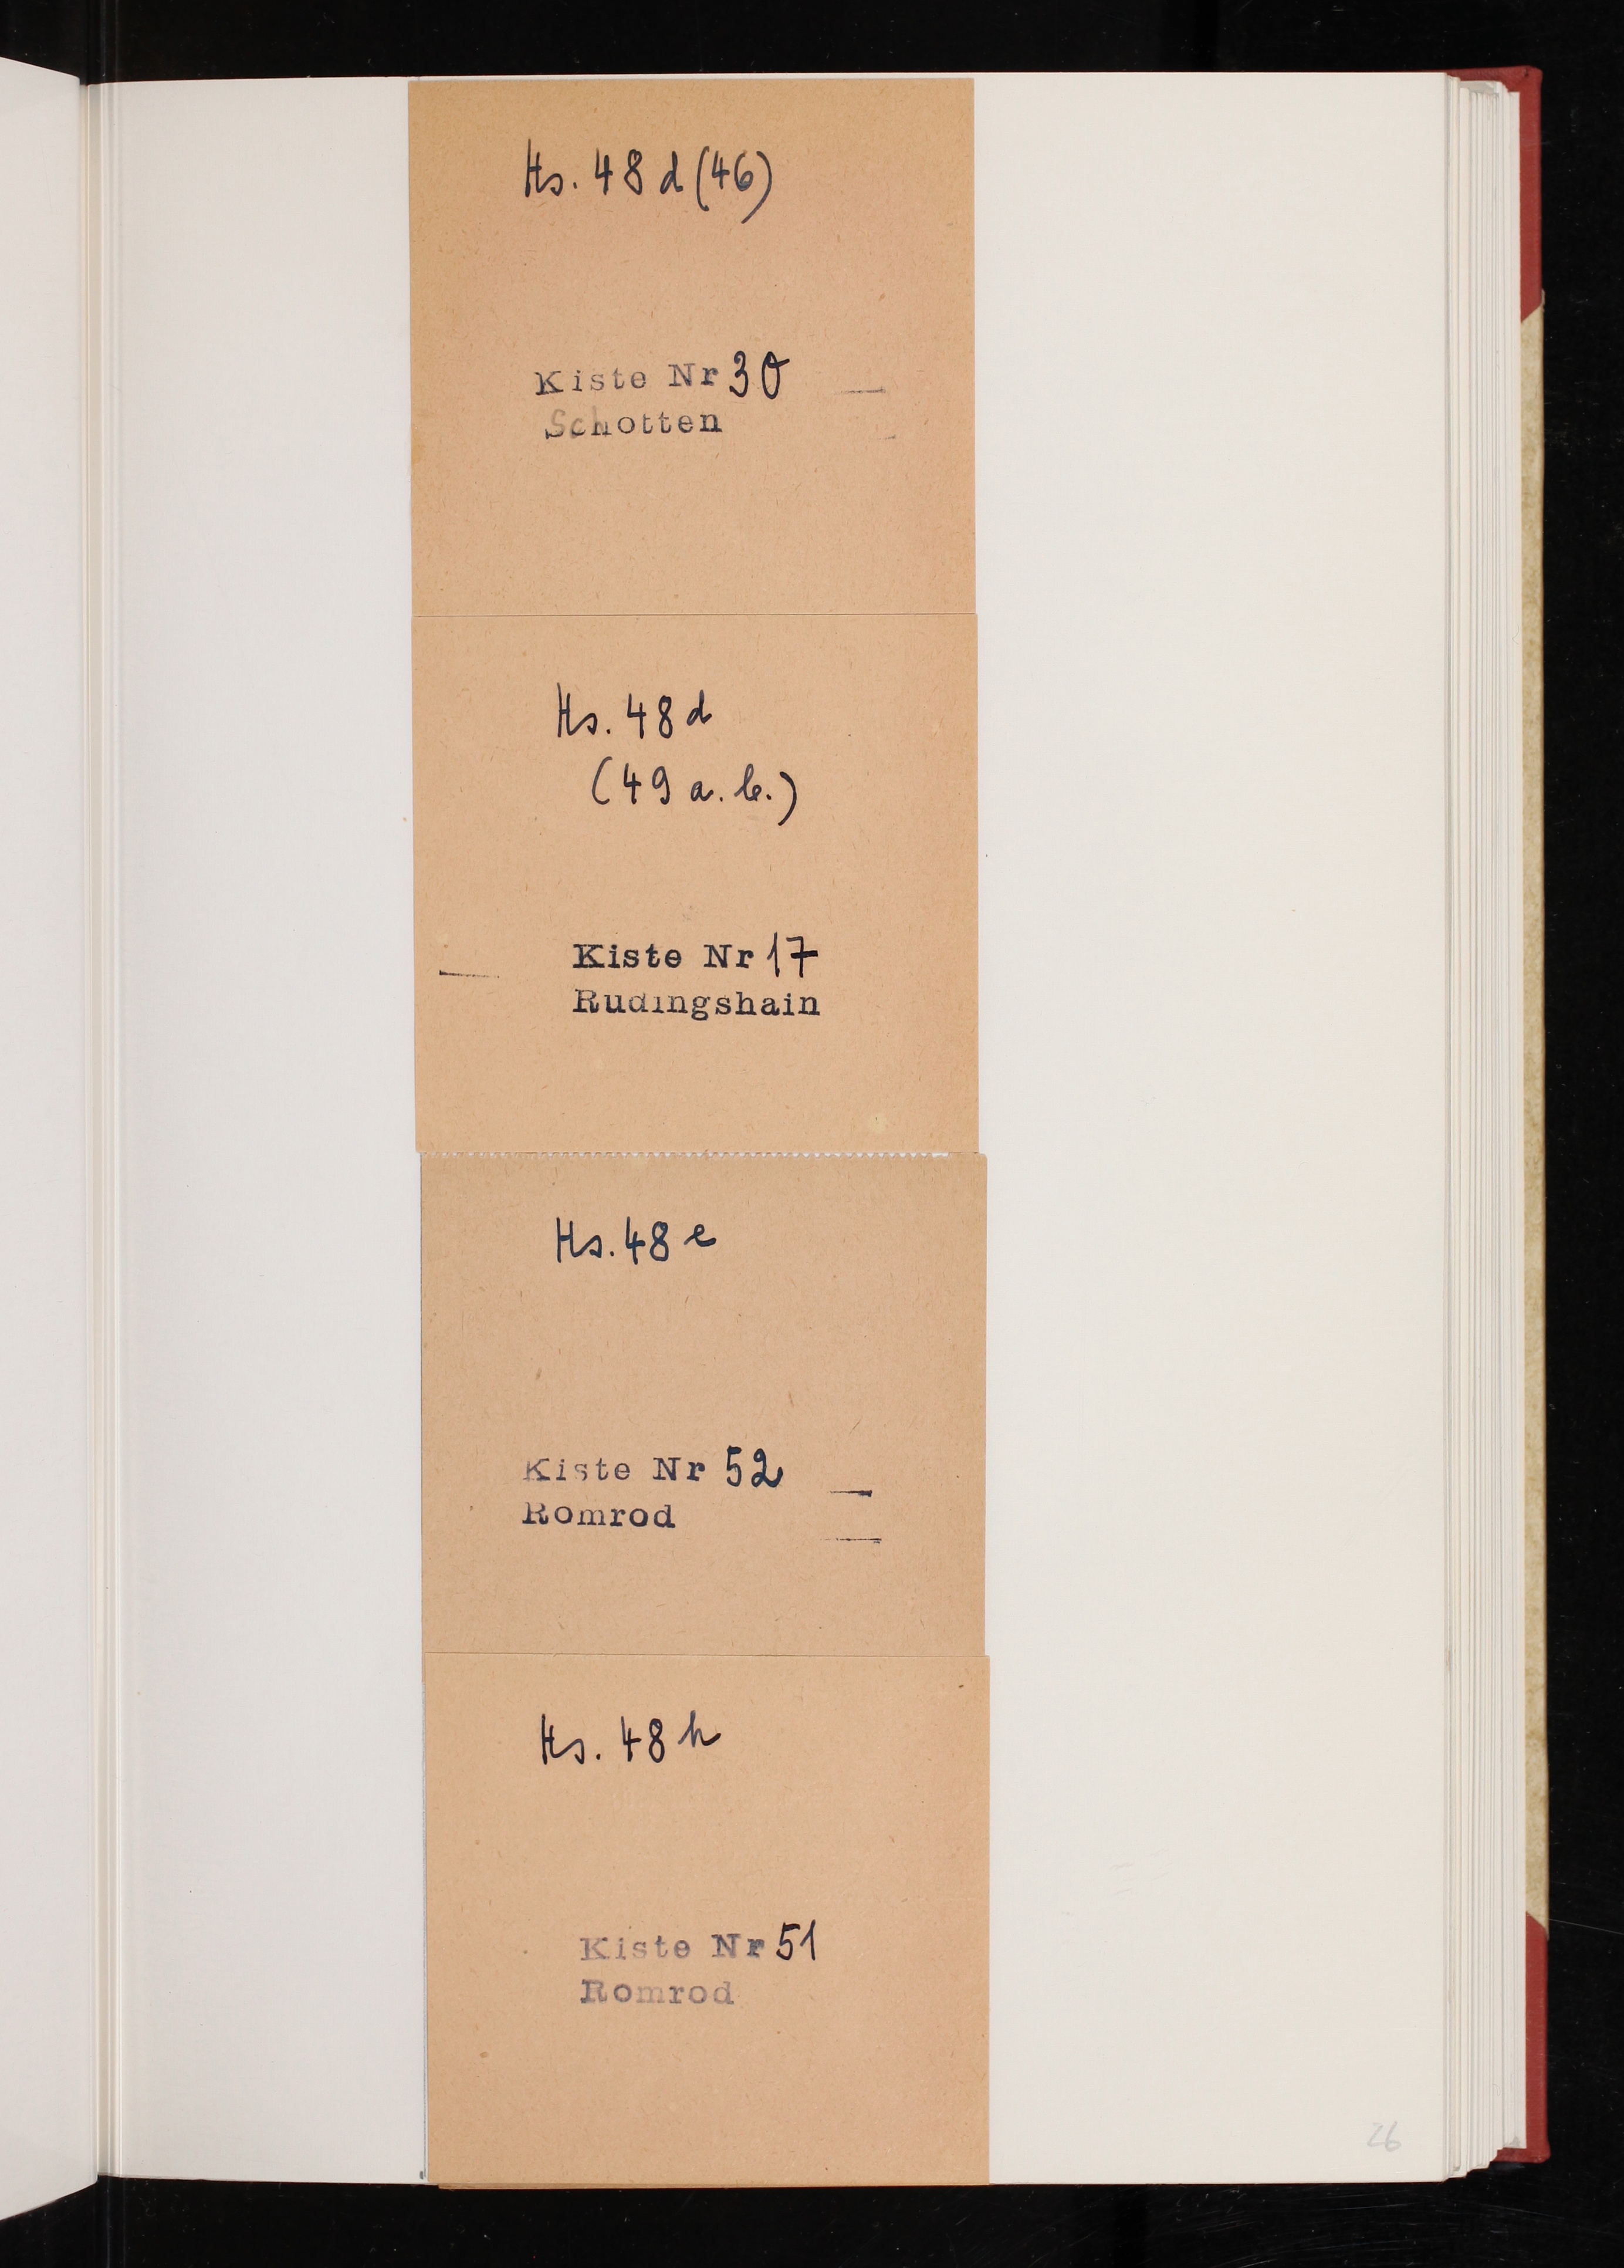 Hs. 48 d (46)
Kiste Nr 30
Schotten
Hs. 48 d
(49 a. b.)
Kiste Nr 17
Rudingshain
Hs. 48 e
Kiste Nr 52
Romrod
Hs. 48 h
Kiste Nr 51
Romrod
26